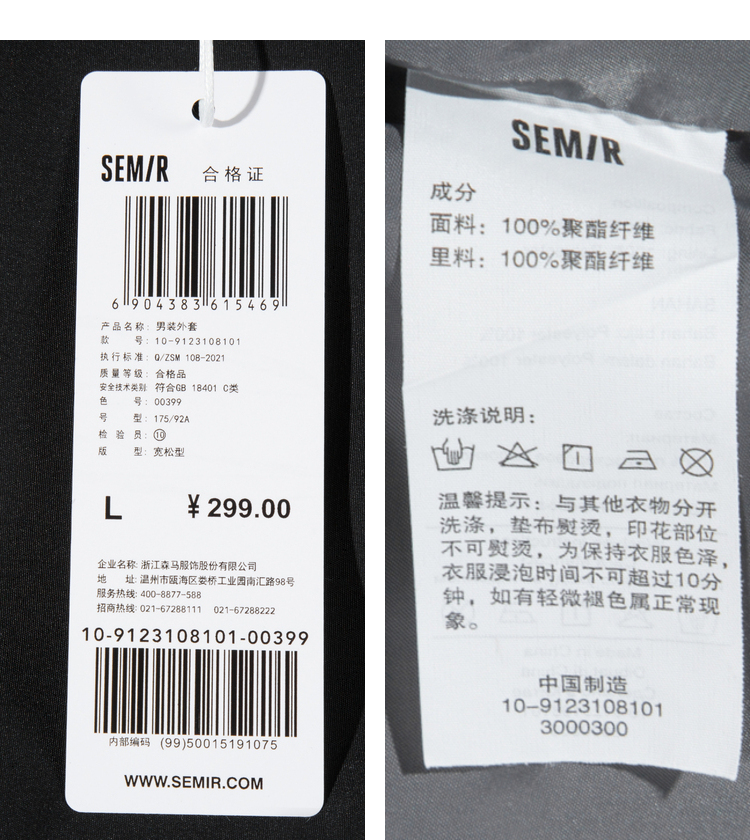 SEMIR 合格证
6 904383 615469
产品名称: 男装外套
款 号: 10-9123108101
执行标准: Q/ZSM 108-2021
质量等级: 合格品
安全技术类别: 符合GB 18401 C类
色 号: 00399
号 型: 175/92A
检 验 员: ⑩
版 型: 宽松型
L ¥ 299.00
企业名称: 浙江森马服饰股份有限公司
地 址: 温州市瓯海区娄桥工业园南汇路98号
服务热线: 400-8877-588
招商热线: 021-67288111 021-67288222
10-9123108101-00399
内部编码 (99)50015191075
WWW.SEMIR.COM
SEMIR
成分
面料: 100%聚酯纤维
里料: 100%聚酯纤维
洗涤说明:
温馨提示: 与其他衣物分开
洗涤, 垫布熨烫, 印花部位
不可熨烫, 为保持衣服色泽,
衣服浸泡时间不可超过10分
钟, 如有轻微褪色属正常现
象。
中国制造
10-9123108101
3000300